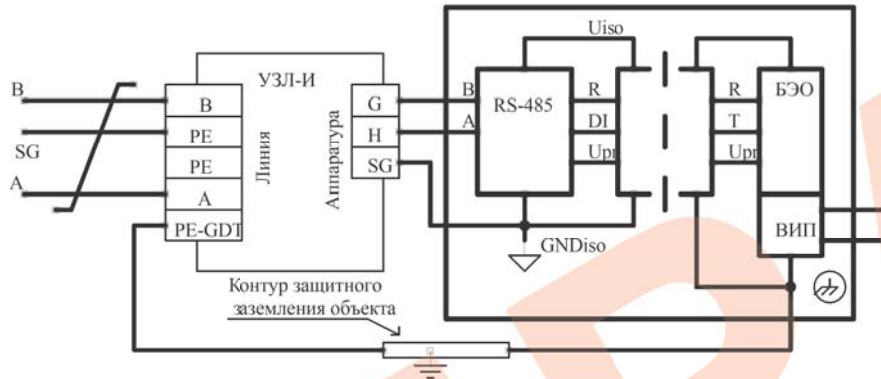 B
SG
A
УЗЛ-И
B
PE
PE
A
PE-GDT
Линия
Аппаратура
G
H
SG
B
A
RS-485
Uiso
R
DI
Upr
GNDiso
R
T
Upr
БЭО
ВИП
Контур защитного
заземления объекта